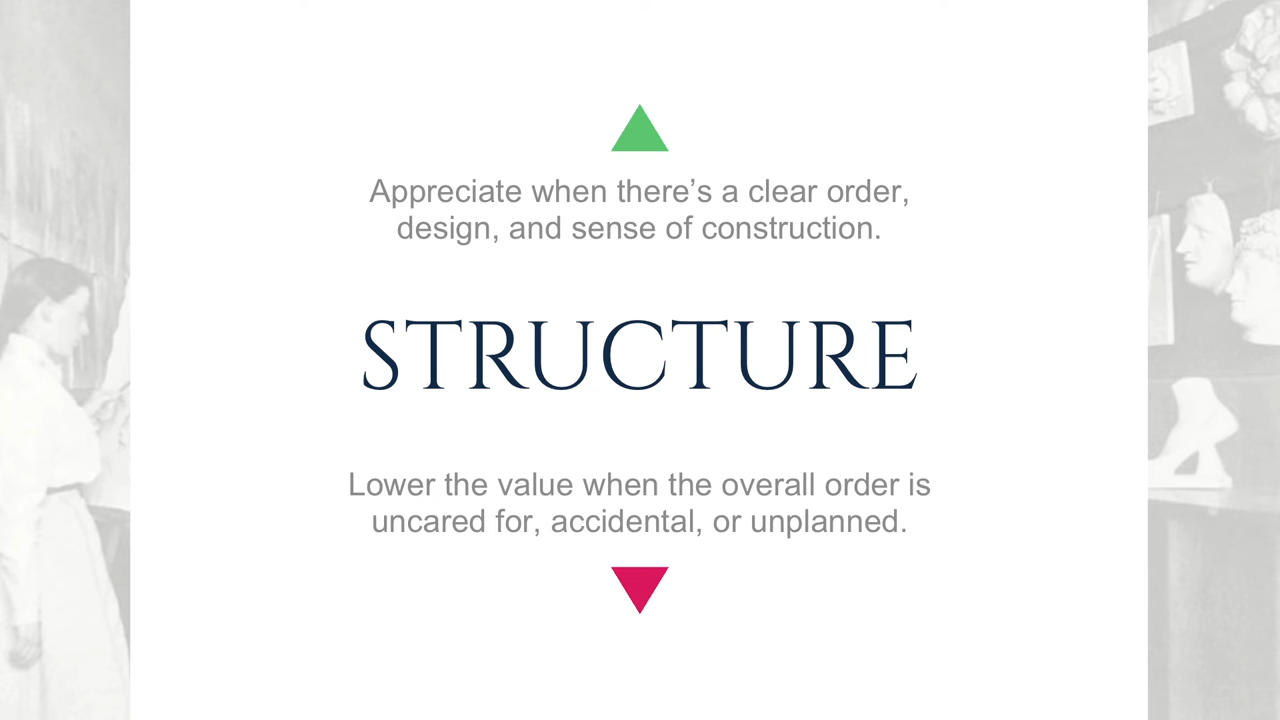 Appreciate when there’s a clear order,
design, and sense of construction.
STRUCTURE
Lower the value when the overall order is
uncared for, accidental, or unplanned.